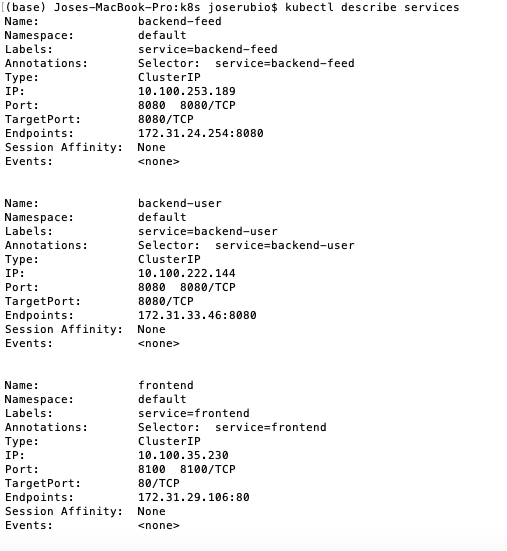 [(base) Joses-MacBook-Pro:k8s joserubio$ kubectl describe services
Name: backend-feed
Namespace: default
Labels: service=backend-feed
Annotations: Selector: service=backend-feed
Type: ClusterIP
IP: 10.100.253.189
Port: 8080 8080/TCP
TargetPort: 8080/TCP
Endpoints: 172.31.24.254:8080
Session Affinity: None
Events: <none>
Name: backend-user
Namespace: default
Labels: service=backend-user
Annotations: Selector: service=backend-user
Type: ClusterIP
IP: 10.100.222.144
Port: 8080 8080/TCP
TargetPort: 8080/TCP
Endpoints: 172.31.33.46:8080
Session Affinity: None
Events: <none>
Name: frontend
Namespace: default
Labels: service=frontend
Annotations: Selector: service=frontend
Type: ClusterIP
IP: 10.100.35.230
Port: 8100 8100/TCP
TargetPort: 80/TCP
Endpoints: 172.31.29.106:80
Session Affinity: None
Events: <none>